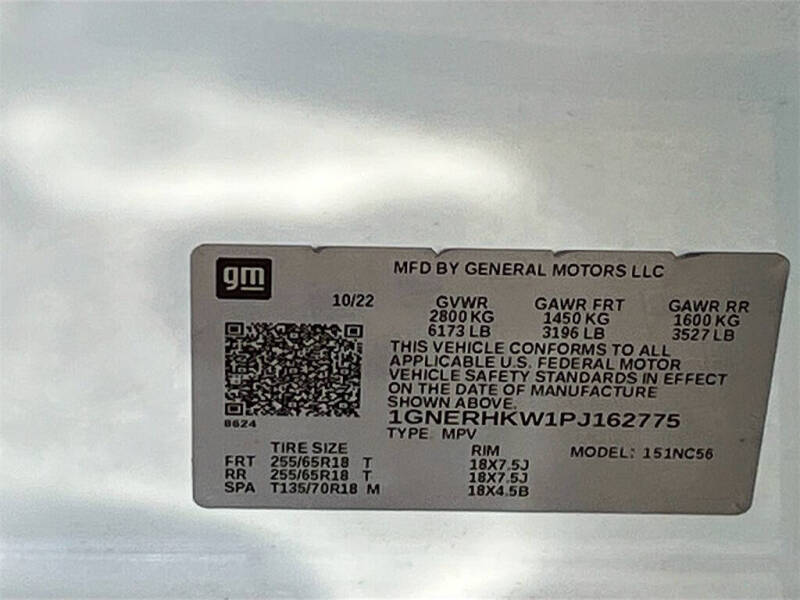 gm
MFD BY GENERAL MOTORS LLC
10/22 GVWR GAWR FRT GAWR RR
2800 KG 1450 KG 1600 KG
6173 LB 3196 LB 3527 LB
THIS VEHICLE CONFORMS TO ALL
APPLICABLE U.S. FEDERAL MOTOR
VEHICLE SAFETY STANDARDS IN EFFECT
ON THE DATE OF MANUFACTURE
SHOWN ABOVE.
8624
1GNERHKW1PJ162775
TYPE: MPV
TIRE SIZE RIM MODEL: 151NC56
FRT 255/65R18 T 18X7.5J
RR 255/65R18 T 18X7.5J
SPA T135/70R18 M 18X4.5B